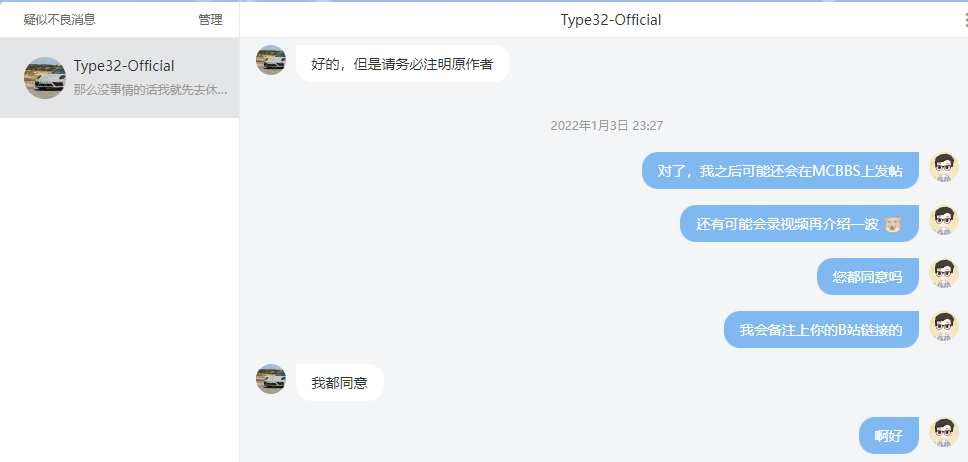 疑似不良消息
管理
Type32-Official
那么没事情的话我就先去休...
Type32-Official
好的，但是请务必注明原作者
2022年1月3日 23:27
对了，我之后可能还会在MCBBS上发帖
还有可能会录视频再介绍一波
您都同意吗
我会备注上你的B站链接的
我都同意
啊好